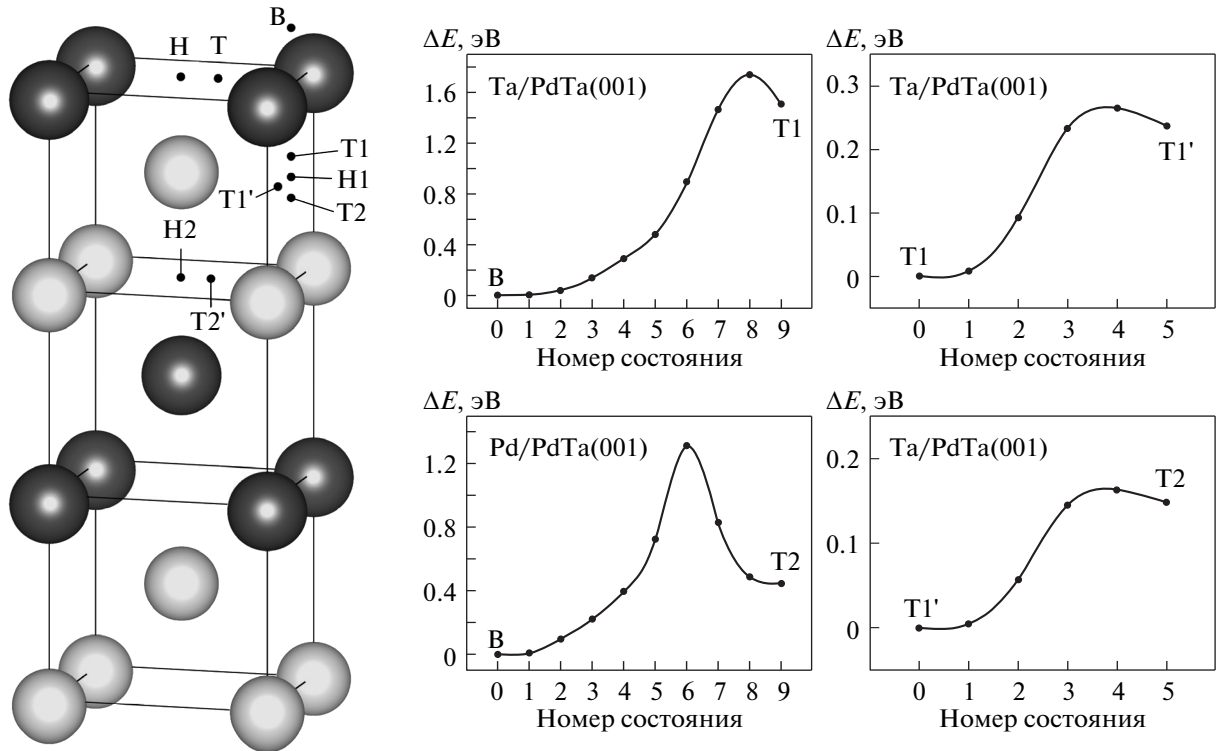 B
H T
T1
H1
T1'
T2
H2
T2'
ΔE, эВ
Ta/PdTa(001)
1.6
1.2
0.8
0.4
0
B
T1
0 1 2 3 4 5 6 7 8 9
Номер состояния
ΔE, эВ
Ta/PdTa(001)
0.3
0.2
0.1
0
T1
T1'
0 1 2 3 4 5
Номер состояния
ΔE, эВ
Pd/PdTa(001)
1.2
0.8
0.4
0
B
T2
0 1 2 3 4 5 6 7 8 9
Номер состояния
ΔE, эВ
Ta/PdTa(001)
0.2
0.1
0
T1'
T2
0 1 2 3 4 5
Номер состояния